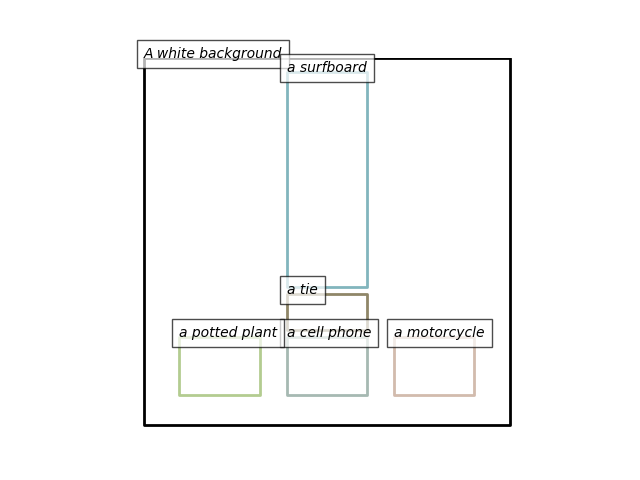 A white background
a surfboard
a tie
a potted plant
a cell phone
a motorcycle